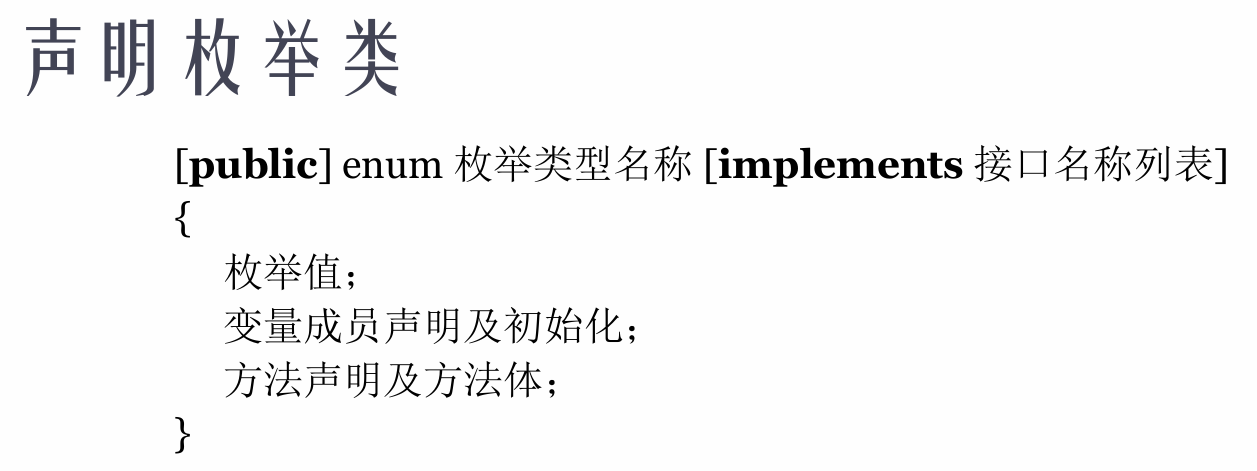 声明枚举类
[public] enum 枚举类型名称 [implements 接口名称列表]
{
枚举值；
变量成员声明及初始化；
方法声明及方法体；
}